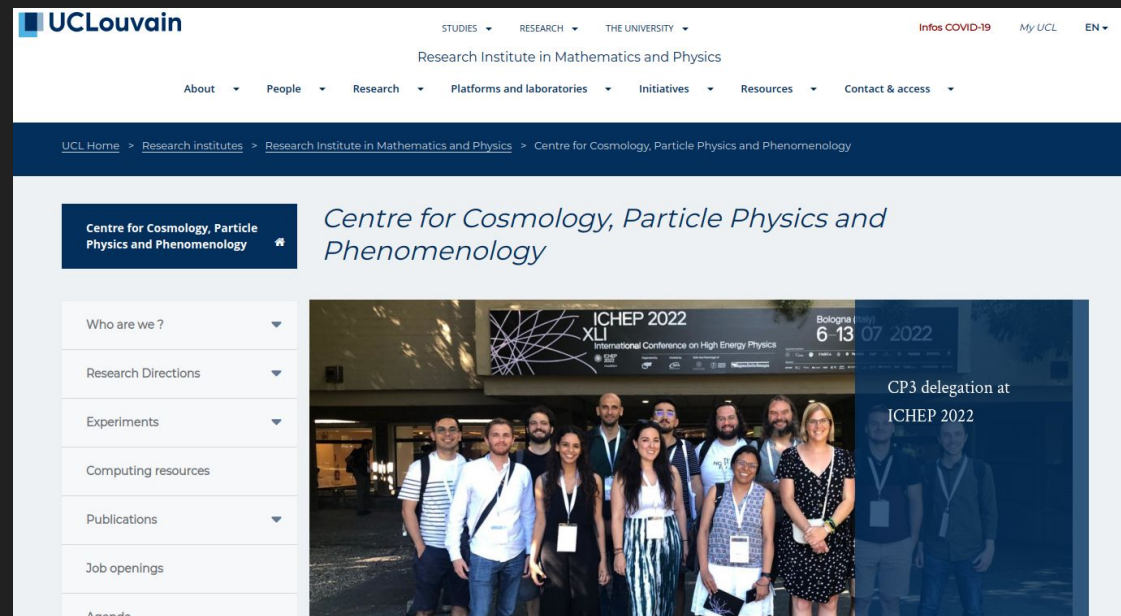 UCLouvain
STUDIES RESEARCH THE UNIVERSITY
Infos COVID-19 My UCL EN
Research Institute in Mathematics and Physics
About People Research Platforms and laboratories Initiatives Resources Contact & access
UCL Home > Research institutes > Research Institute in Mathematics and Physics > Centre for Cosmology, Particle Physics and Phenomenology
Centre for Cosmology, Particle
Physics and Phenomenology
Centre for Cosmology, Particle Physics and
Phenomenology
Who are we ?
Research Directions
Experiments
Computing resources
Publications
Job openings
Agenda
ICHEP 2022
XLI
International Conference on High Energy Physics
Bologna (Italy)
6-13 07 2022
CP3 delegation at
ICHEP 2022